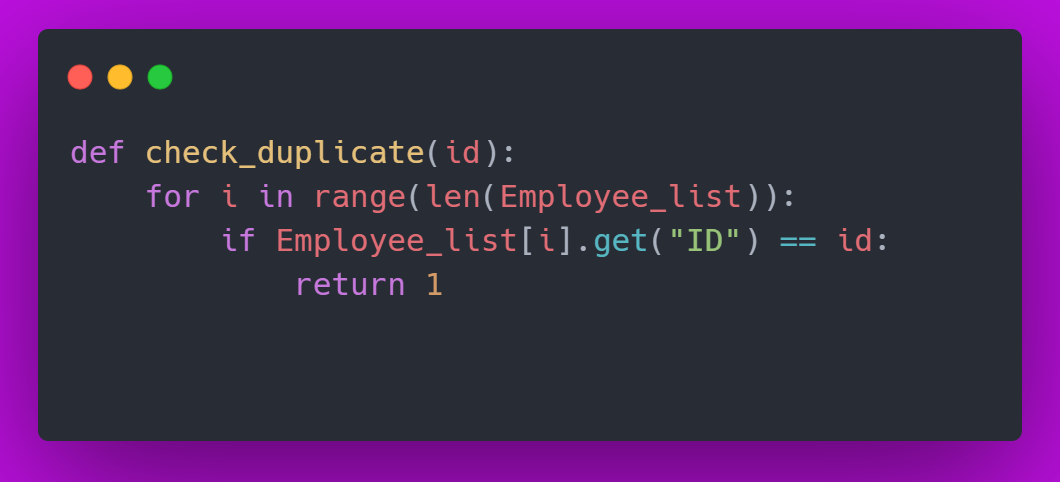 def check_duplicate(id):
    for i in range(len(Employee_list)):
        if Employee_list[i].get("ID") == id:
            return 1